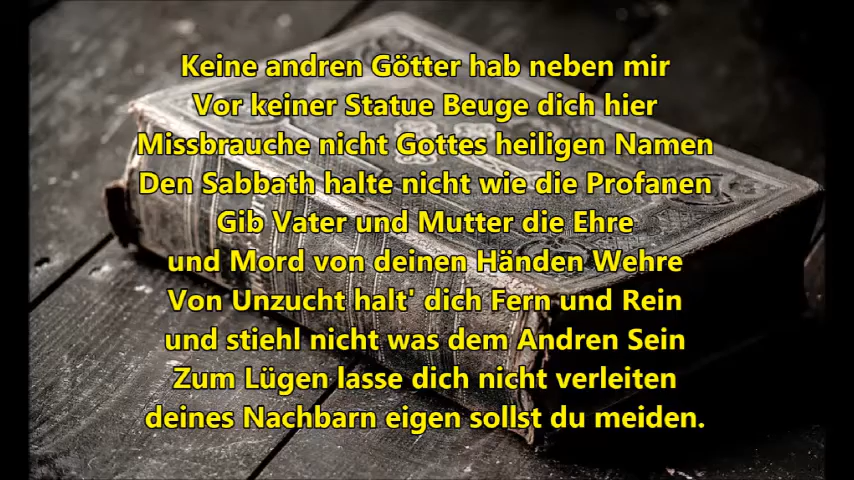 Keine andren Götter hab neben mir
Vor keiner Statue Beuge dich hier
Missbrauche nicht Gottes heiligen Namen
Den Sabbath halte nicht wie die Profanen
Gib Vater und Mutter die Ehre
und Mord von deinen Händen Wehre
Von Unzucht halt' dich Fern und Rein
und stiehl nicht was dem Andren Sein
Zum Lügen lasse dich nicht verleiten
deines Nachbarn eigen sollst du meiden.